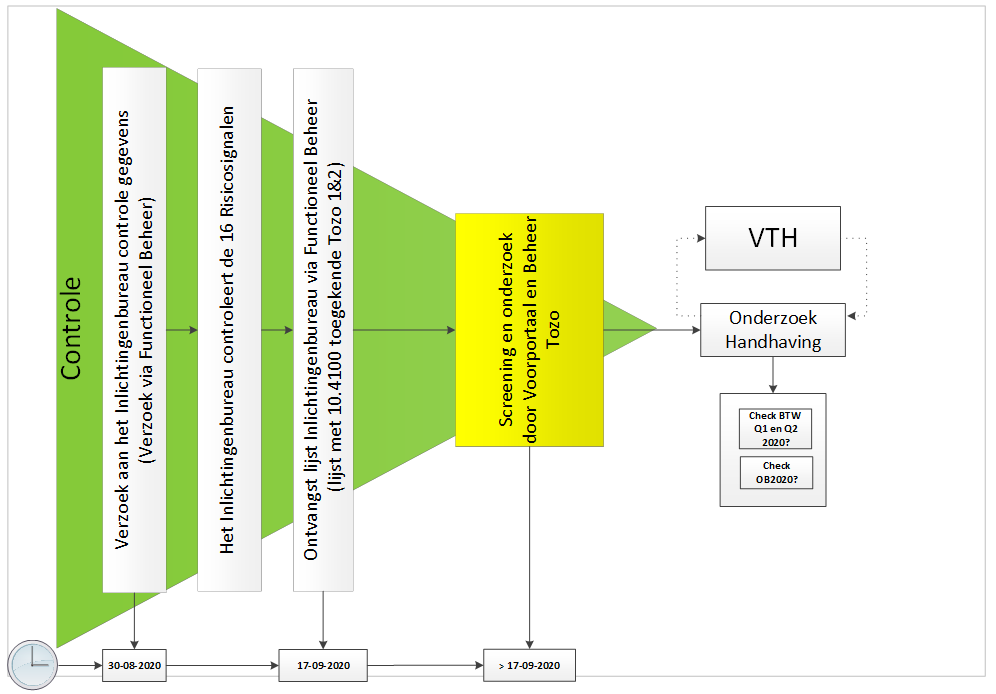 Controle
Verzoek aan het Inlichtingenbureau controle gegevens
(Verzoek via Functioneel Beheer)
Het Inlichtingenbureau controleert de 16 Risicosignalen
Ontvangst lijst Inlichtingenbureau via Functioneel Beheer
(lijst met 10.4100 toegekende Tozo 1&2)
Screening en onderzoek
door Voorportaal en Beheer
Tozo
VTH
Onderzoek
Handhaving
Check BTW
Q1 en Q2
2020?
Check
OB2020?
30-08-2020
17-09-2020
> 17-09-2020